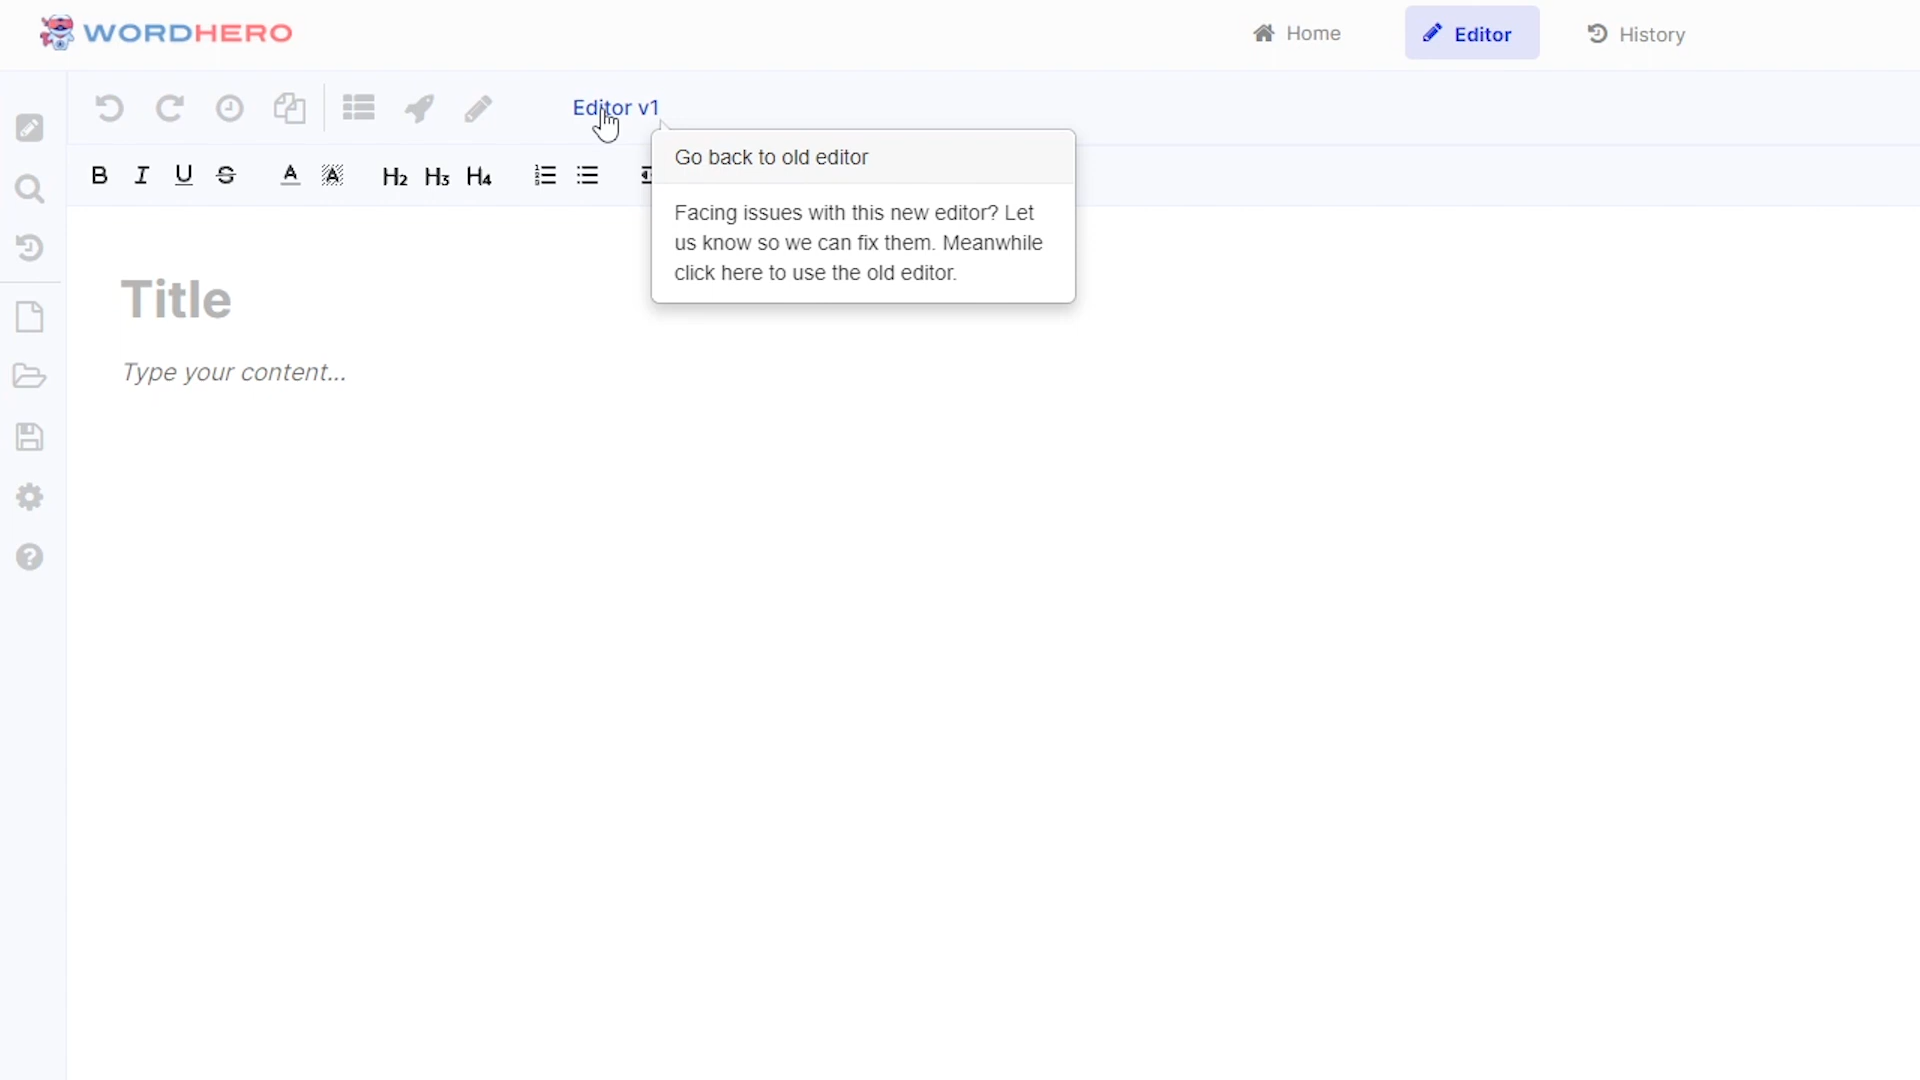 WORDHERO
Home
Editor
History
Editor v1
Go back to old editor
B I U S A A H2 H3 H4
Facing issues with this new editor? Let
us know so we can fix them. Meanwhile
click here to use the old editor.
Title
Type your content...